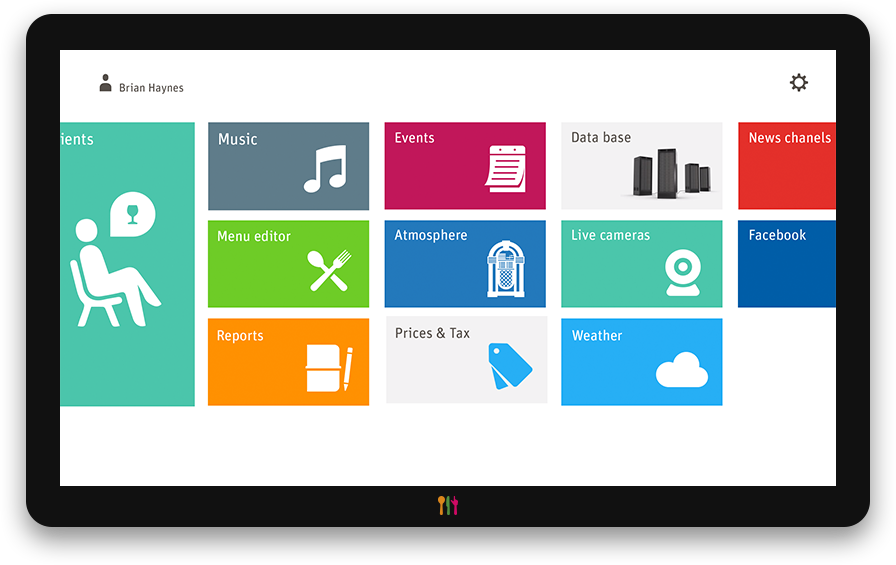 Brian Haynes
ients
Music
Events
Data base
News chanels
Menu editor
Atmosphere
Live cameras
Facebook
Reports
Prices & Tax
Weather